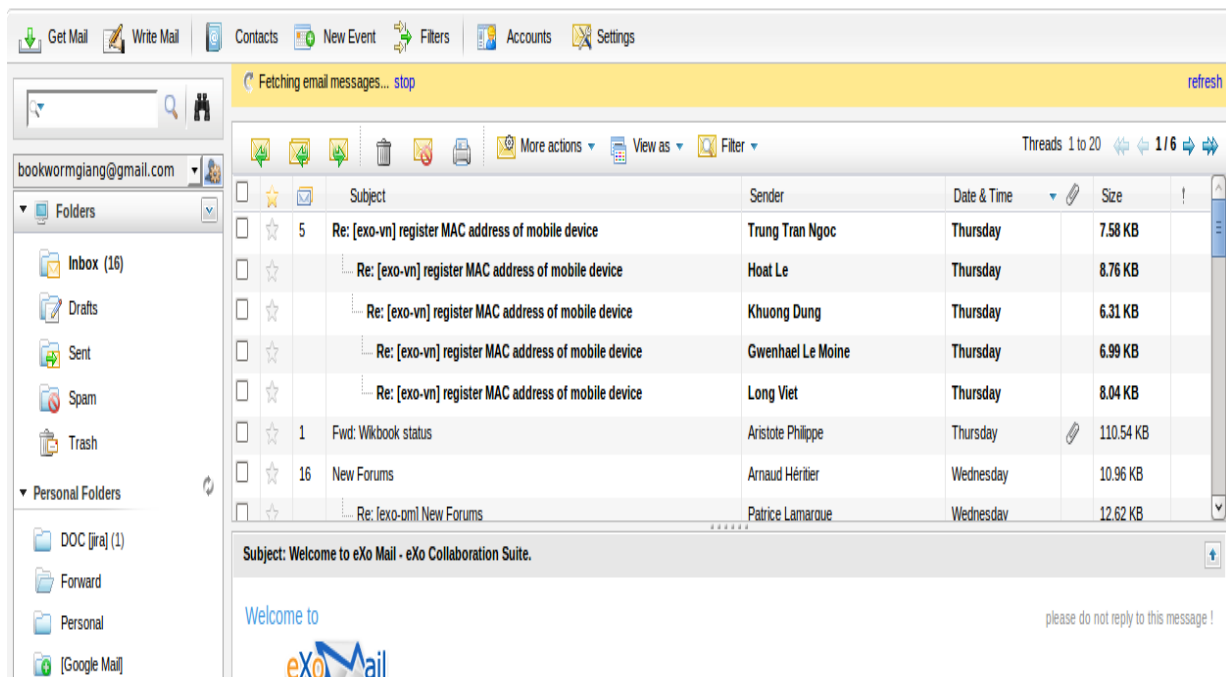 Get Mail Write Mail Contacts New Event Filters Accounts Settings
Fetching email messages... stop refresh
More actions View as Filter Threads 1 to 20 1/6
bookwormgiang@gmail.com
Folders
Inbox (16)
Drafts
Sent
Spam
Trash
Personal Folders
DOC [jira] (1)
Forward
Personal
[Google Mail]
Subject Sender Date & Time Size !
5 Re: [exo-vn] register MAC address of mobile device Trung Tran Ngoc Thursday 7.58 KB
Re: [exo-vn] register MAC address of mobile device Hoat Le Thursday 8.76 KB
Re: [exo-vn] register MAC address of mobile device Khuong Dung Thursday 6.31 KB
Re: [exo-vn] register MAC address of mobile device Gwenhael Le Moine Thursday 6.99 KB
Re: [exo-vn] register MAC address of mobile device Long Viet Thursday 8.04 KB
1 Fwd: Wikbook status Aristote Philippe Thursday 110.54 KB
16 New Forums Arnaud Héritier Wednesday 10.96 KB
Re: [exo-pm] New Forums Patrice Lamarque Wednesday 12.62 KB
Subject: Welcome to eXo Mail - eXo Collaboration Suite.
Welcome to please do not reply to this message !
eXo Mail